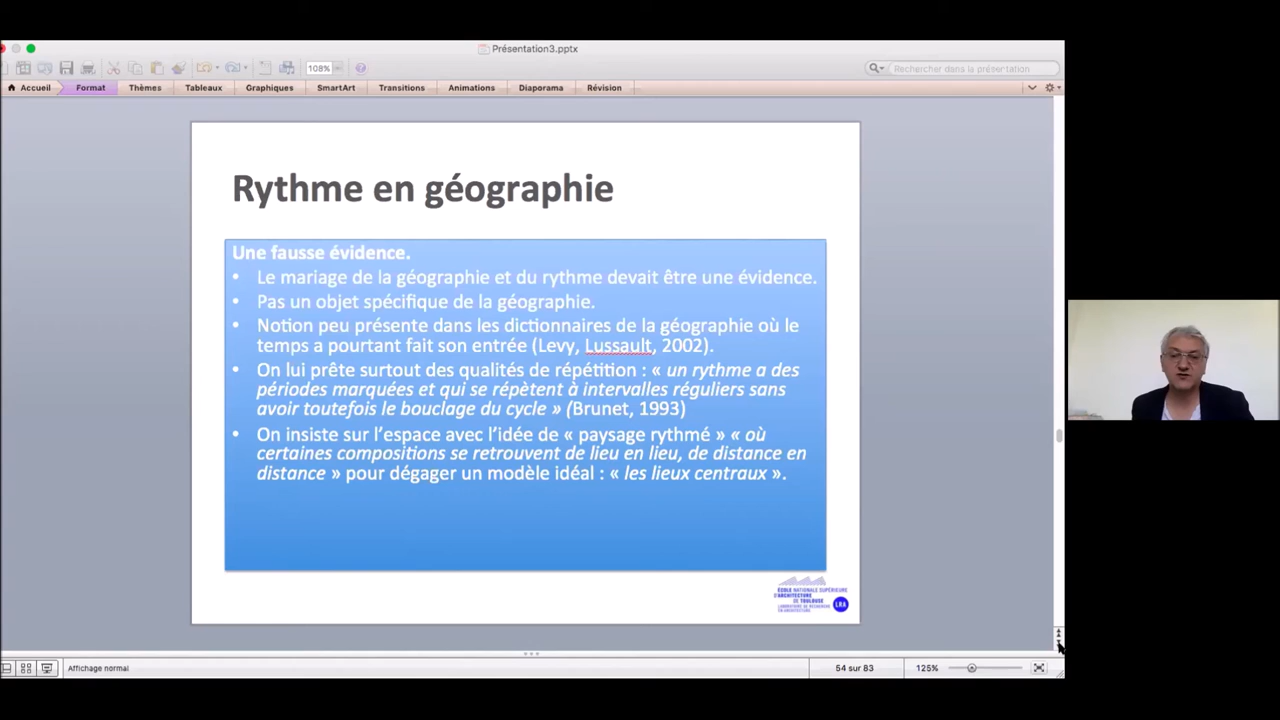 Présentation3.pptx
108%
Rechercher dans la présentation
Accueil Format Thèmes Tableaux Graphiques SmartArt Transitions Animations Diaporama Révision
Rythme en géographie
Une fausse évidence.
• Le mariage de la géographie et du rythme devait être une évidence.
• Pas un objet spécifique de la géographie.
• Notion peu présente dans les dictionnaires de la géographie où le
temps a pourtant fait son entrée (Levy, Lussault, 2002).
• On lui prête surtout des qualités de répétition : « un rythme a des
périodes marquées et qui se répètent à intervalles réguliers sans
avoir toutefois le bouclage du cycle » (Brunet, 1993)
• On insiste sur l’espace avec l’idée de « paysage rythmé » « où
certaines compositions se retrouvent de lieu en lieu, de distance en
distance » pour dégager un modèle idéal : « les lieux centraux ».
ÉCOLE NATIONALE SUPÉRIEURE
D'ARCHITECTURE
DE TOULOUSE
LABORATOIRE DE RECHERCHE
EN ARCHITECTURE
LRA
Affichage normal
54 sur 83
125%